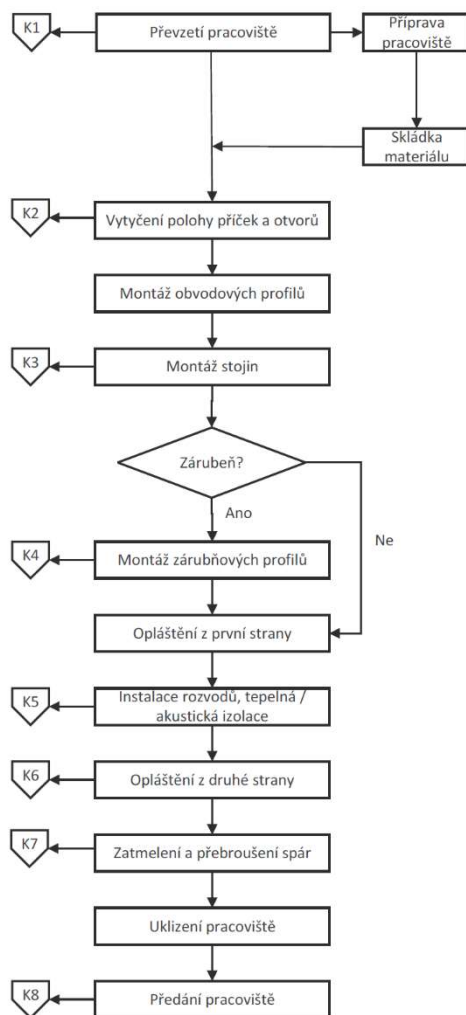 K1
Převzetí pracoviště
Příprava
pracoviště
Skládka
materiálu
K2
Vytyčení polohy příček a otvorů
Montáž obvodových profilů
K3
Montáž stojin
Zárubeň?
Ano
Ne
K4
Montáž zárubňových profilů
Opláštění z první strany
K5
Instalace rozvodů, tepelná /
akustická izolace
K6
Opláštění z druhé strany
K7
Zatmelení a přebroušení spár
Uklizení pracoviště
K8
Předání pracoviště